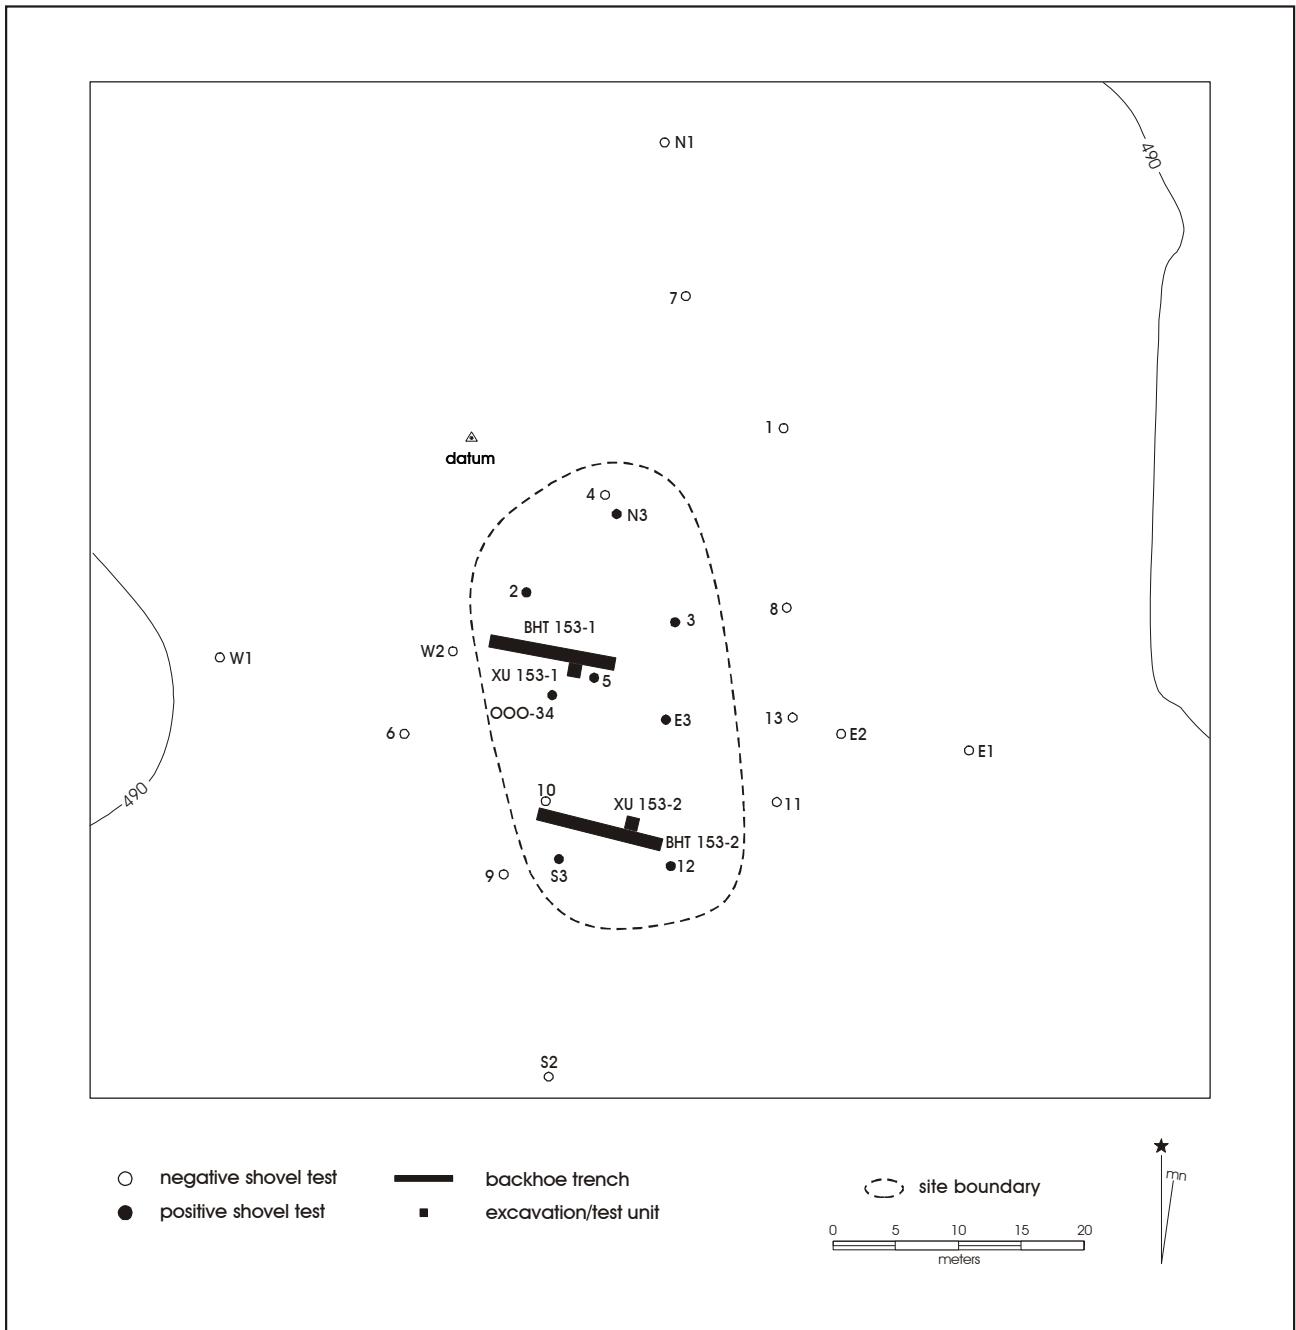 N1
490
7
1
datum
4
N3
2
8
3
BHT 153-1
W2
W1
XU 153-1
5
OOO-34
13
E3
6
E2
E1
10
490
XU 153-2
11
BHT 153-2
12
9
S3
S2
negative shovel test
backhoe trench
mn
site boundary
positive shovel test
excavation/test unit
0 5 10 15 20
meters